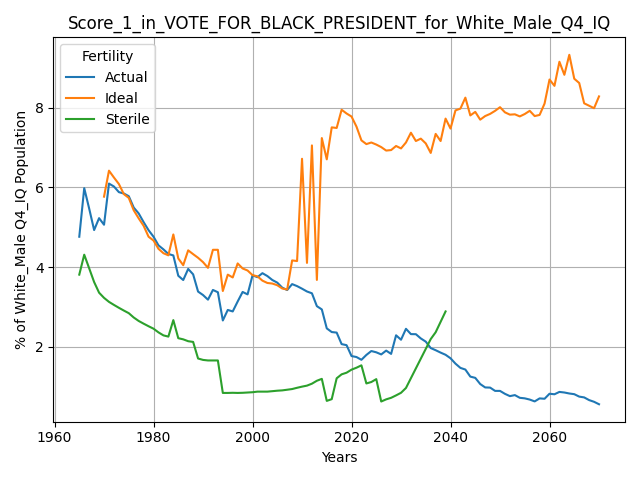 Score_1_in_VOTE_FOR_BLACK_PRESIDENT_for_White_Male_Q4_IQ
Fertility
Actual
Ideal
Sterile
% of White_Male Q4_IQ Population
8
6
4
2
1960
1980
2000
2020
2040
2060
Years